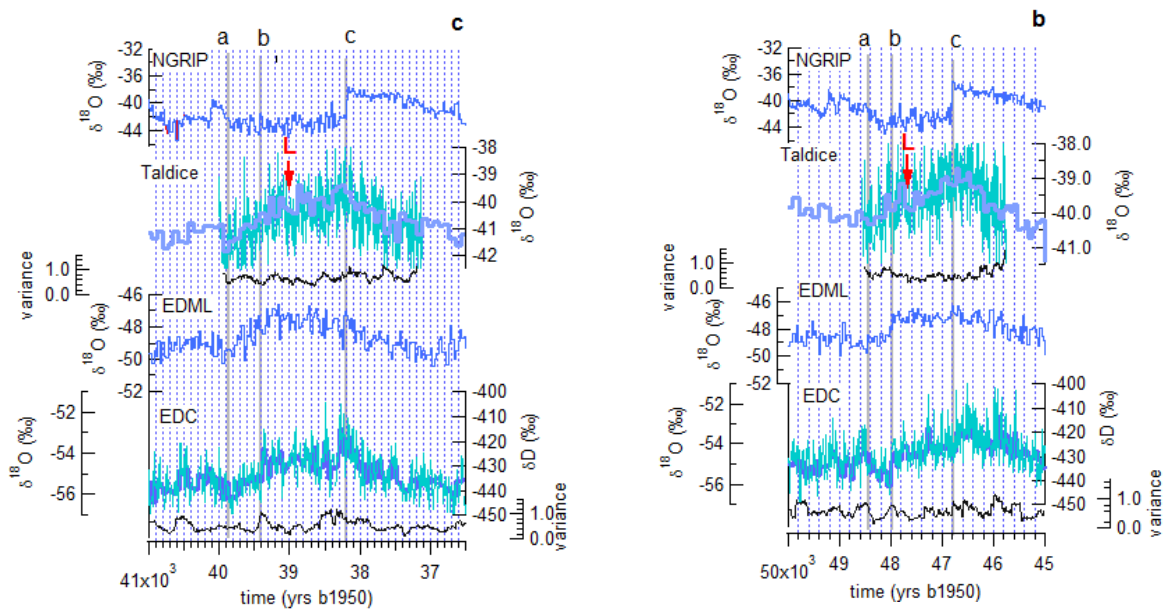 c
a b c
NGRIP
-32
-36
-40
-44
δ18O (‰)
L
Taldice
-38
-39
-40
-41
-42
δ18O (‰)
1.0
0.0
variance
EDML
-46
-48
-50
-52
δ18O (‰)
EDC
-52
-54
-56
δ18O (‰)
-400
-410
-420
-430
-440
-450
δD (‰)
1.0
0.0
variance
41x10³ 40 39 38 37
time (yrs b1950)
b
a b c
NGRIP
-32
-36
-40
-44
δ18O (‰)
L
Taldice
-38.0
-39.0
-40.0
-41.0
δ18O (‰)
1.0
0.0
variance
EDML
-46
-48
-50
-52
δ18O (‰)
EDC
-52
-54
-56
δ18O (‰)
-400
-410
-420
-430
-440
-450
δD (‰)
1.0
0.0
variance
50x10³ 49 48 47 46 45
time (yrs b1950)